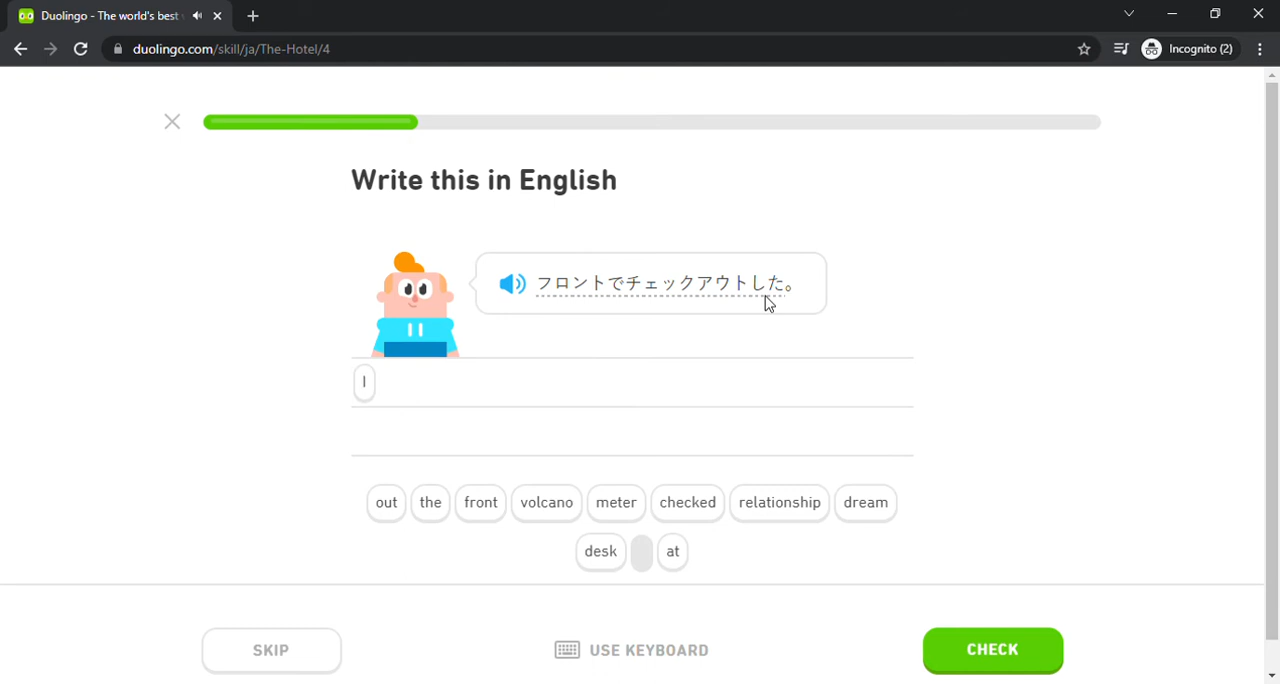 Duolingo - The world's best
duolingo.com/skill/ja/The-Hotel/4
Incognito (2)
Write this in English
フロントでチェックアウトした。
I
out the front volcano meter checked relationship dream
desk at
SKIP
USE KEYBOARD
CHECK